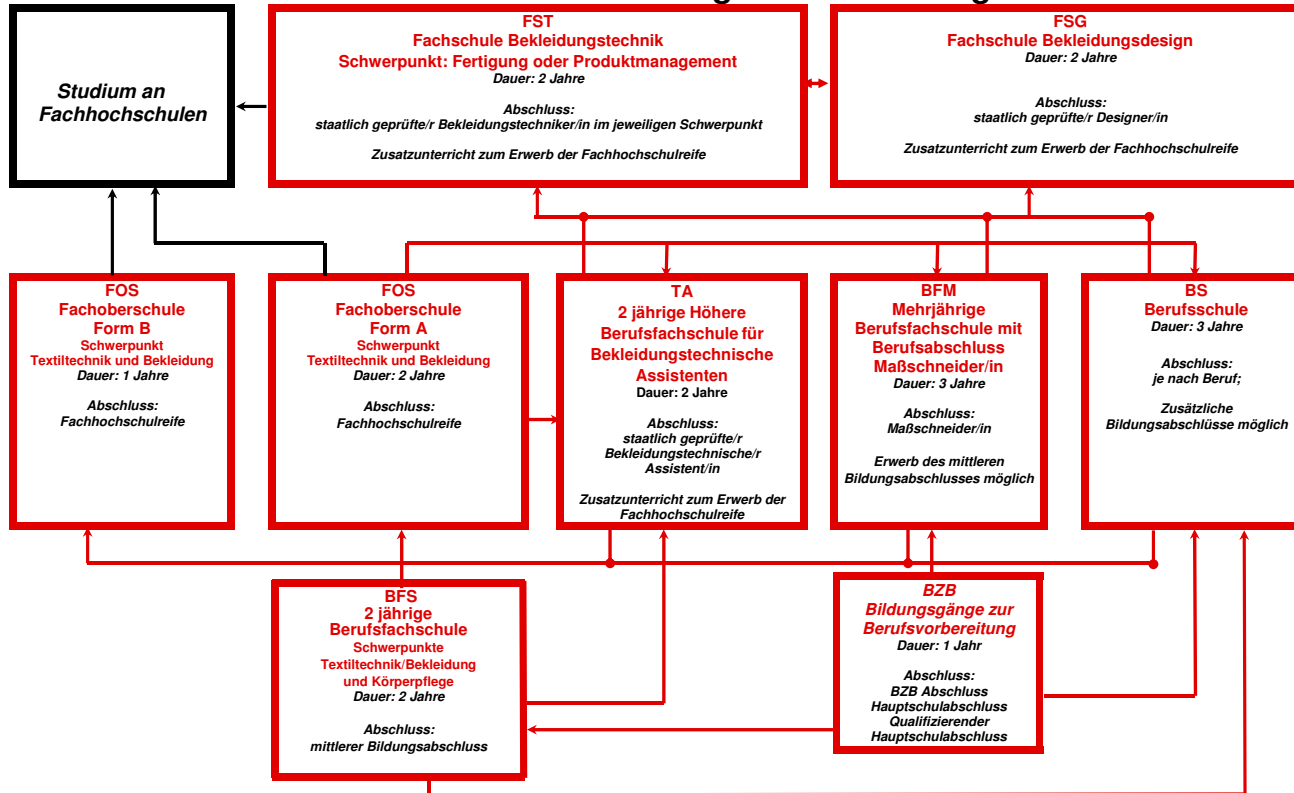 FST
Fachschule Bekleidungstechnik
Schwerpunkt: Fertigung oder Produktmanagement
Dauer: 2 Jahre
Abschluss:
staatlich geprüfte/r Bekleidungstechniker/in im jeweiligen Schwerpunkt
Zusatzunterricht zum Erwerb der Fachhochschulreife
FSG
Fachschule Bekleidungsdesign
Dauer: 2 Jahre
Abschluss:
staatlich geprüfte/r Designer/in
Zusatzunterricht zum Erwerb der Fachhochschulreife
Studium an
Fachhochschulen
FOS
Fachoberschule
Form B
Schwerpunkt
Textiltechnik und Bekleidung
Dauer: 1 Jahre
Abschluss:
Fachhochschulreife
FOS
Fachoberschule
Form A
Schwerpunkt
Textiltechnik und Bekleidung
Dauer: 2 Jahre
Abschluss:
Fachhochschulreife
TA
2 jährige Höhere
Berufsfachschule für
Bekleidungstechnische
Assistenten
Dauer: 2 Jahre
Abschluss:
staatlich geprüfte/r
Bekleidungstechnische/r
Assistent/in
Zusatzunterricht zum Erwerb der
Fachhochschulreife
BFM
Mehrjährige
Berufsfachschule mit
Berufsabschluss
Maßschneider/in
Dauer: 3 Jahre
Abschluss:
Maßschneider/in
Erwerb des mittleren
Bildungsabschlusses möglich
BS
Berufsschule
Dauer: 3 Jahre
Abschluss:
je nach Beruf;
Zusätzliche
Bildungsabschlüsse möglich
BFS
2 jährige
Berufsfachschule
Schwerpunkte
Textiltechnik/Bekleidung
und Körperpflege
Dauer: 2 Jahre
Abschluss:
mittlerer Bildungsabschluss
BZB
Bildungsgänge zur
Berufsvorbereitung
Dauer: 1 Jahr
Abschluss:
BZB Abschluss
Hauptschulabschluss
Qualifizierender
Hauptschulabschluss